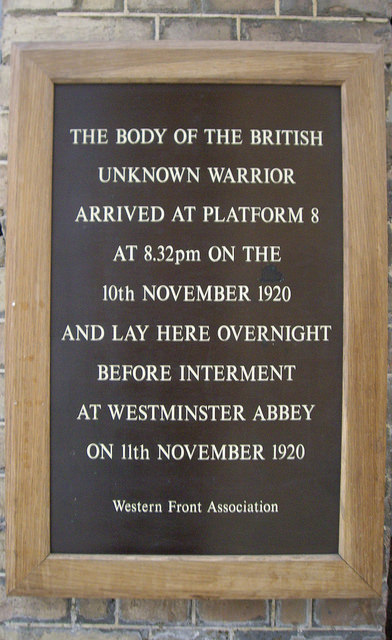 THE BODY OF THE BRITISH
UNKNOWN WARRIOR
ARRIVED AT PLATFORM 8
AT 8.32pm ON THE
10th NOVEMBER 1920
AND LAY HERE OVERNIGHT
BEFORE INTERMENT
AT WESTMINSTER ABBEY
ON 11th NOVEMBER 1920
Western Front Association